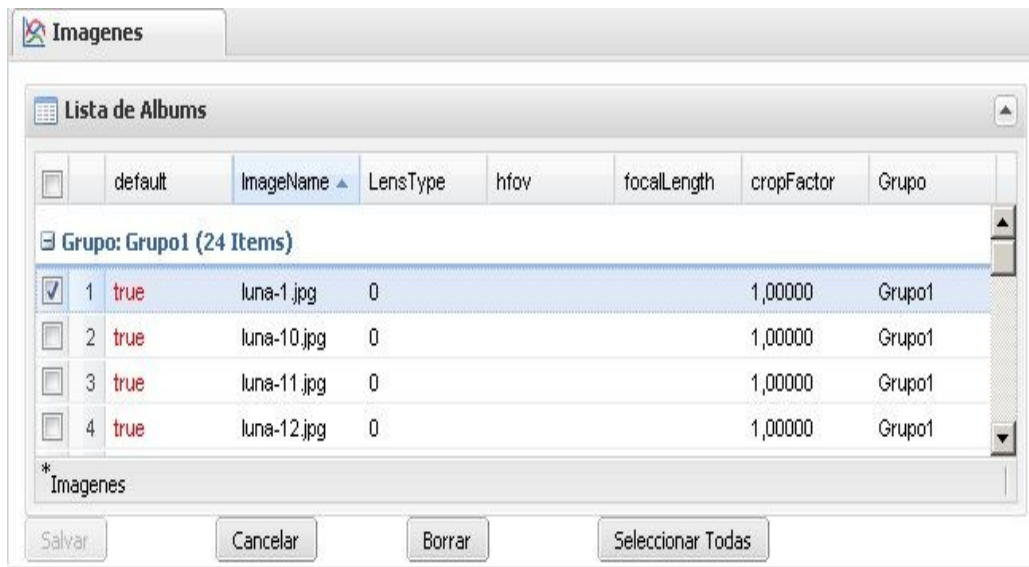 Imagenes
Lista de Albums
default ImageName LensType hfov focalLength cropFactor Grupo
Grupo: Grupo1 (24 Items)
1 true luna-1.jpg 0 1,00000 Grupo1
2 true luna-10.jpg 0 1,00000 Grupo1
3 true luna-11.jpg 0 1,00000 Grupo1
4 true luna-12.jpg 0 1,00000 Grupo1
*Imagenes
Salvar Cancelar Borrar Seleccionar Todas